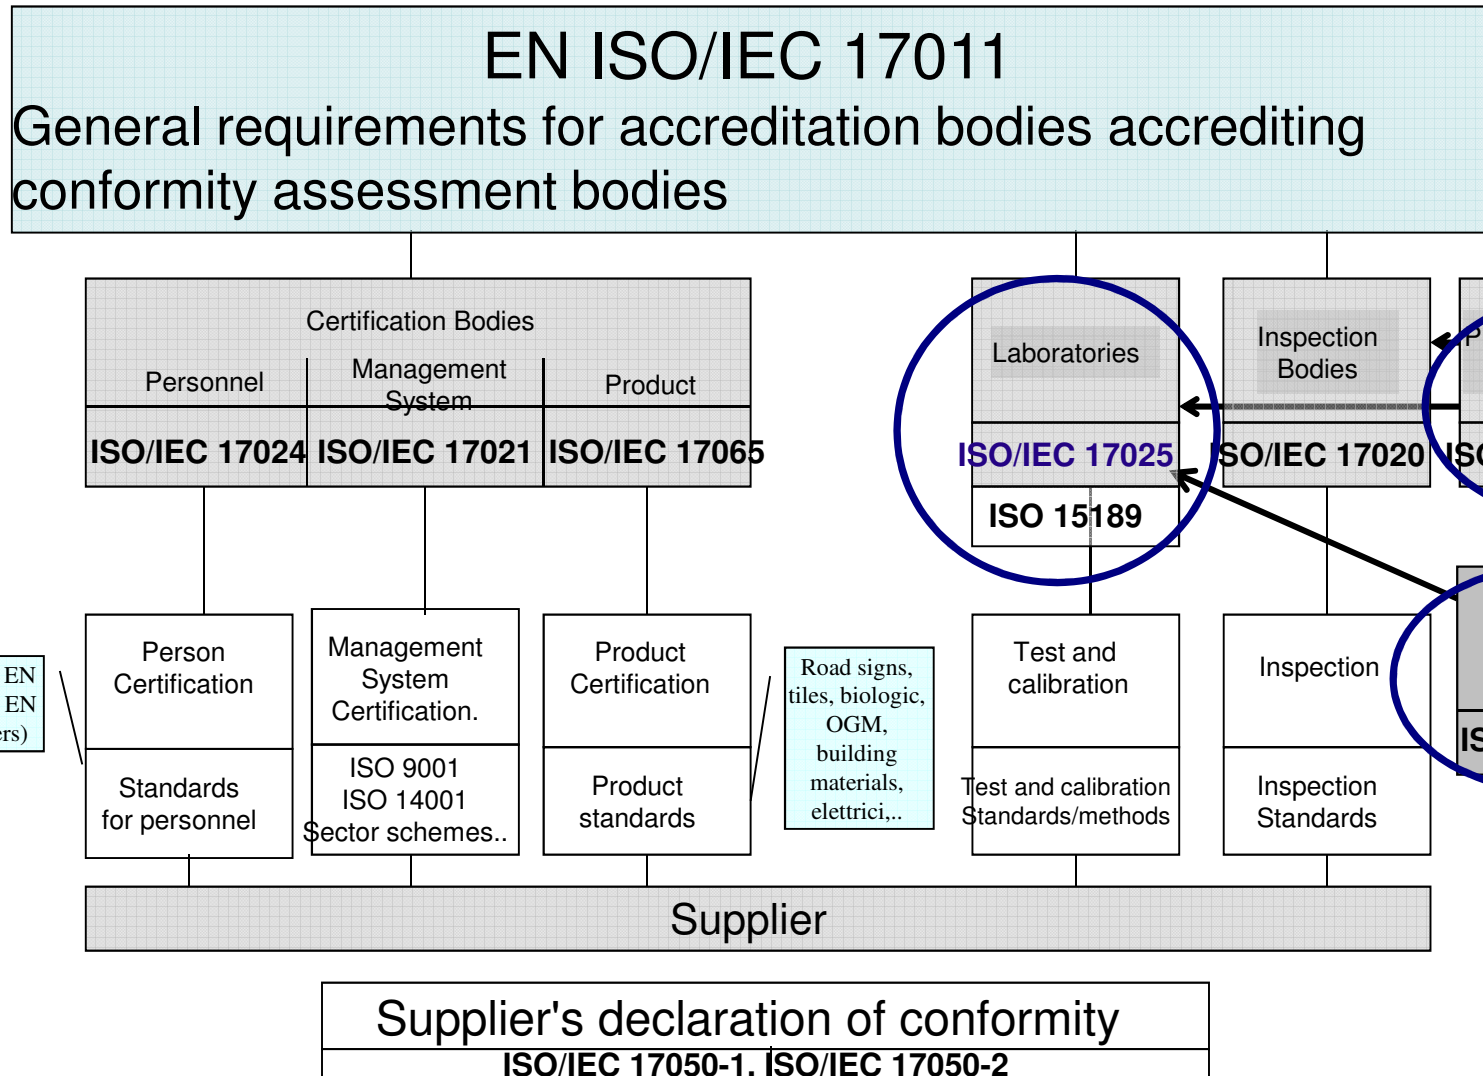 EN ISO/IEC 17011
General requirements for accreditation bodies accrediting
conformity assessment bodies
Certification Bodies
Personnel
Management
System
Product
ISO/IEC 17024
ISO/IEC 17021
ISO/IEC 17065
Laboratories
ISO/IEC 17025
ISO 15189
Inspection
Bodies
ISO/IEC 17020
EN
EN
Person
Certification
Standards
for personnel
Management
System
Certification.
ISO 9001
ISO 14001
Sector schemes..
Product
Certification
Product
standards
Road signs,
tiles, biologic,
OGM,
building
materials,
elettrici,..
Test and
calibration
Test and calibration
Standards/methods
Inspection
Inspection
Standards
Supplier
Supplier's declaration of conformity
ISO/IEC 17050-1, ISO/IEC 17050-2